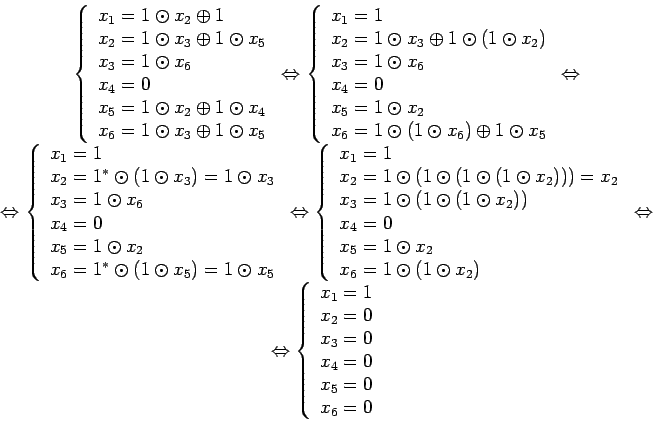 x₁ = 1 ⊙ x₂ ⊕ 1
x₂ = 1 ⊙ x₃ ⊕ 1 ⊙ x₅
x₃ = 1 ⊙ x₆
x₄ = 0
x₅ = 1 ⊙ x₂ ⊕ 1 ⊙ x₄
x₆ = 1 ⊙ x₃ ⊕ 1 ⊙ x₅
⇔
x₁ = 1
x₂ = 1 ⊙ x₃ ⊕ 1 ⊙ (1 ⊙ x₂)
x₃ = 1 ⊙ x₆
x₄ = 0
x₅ = 1 ⊙ x₂
x₆ = 1 ⊙ (1 ⊙ x₆) ⊕ 1 ⊙ x₅
⇔
⇔
x₁ = 1
x₂ = 1* ⊙ (1 ⊙ x₃) = 1 ⊙ x₃
x₃ = 1 ⊙ x₆
x₄ = 0
x₅ = 1 ⊙ x₂
x₆ = 1* ⊙ (1 ⊙ x₅) = 1 ⊙ x₅
⇔
x₁ = 1
x₂ = 1 ⊙ (1 ⊙ (1 ⊙ (1 ⊙ x₂))) = x₂
x₃ = 1 ⊙ (1 ⊙ (1 ⊙ x₂))
x₄ = 0
x₅ = 1 ⊙ x₂
x₆ = 1 ⊙ (1 ⊙ x₂)
⇔
⇔
x₁ = 1
x₂ = 0
x₃ = 0
x₄ = 0
x₅ = 0
x₆ = 0